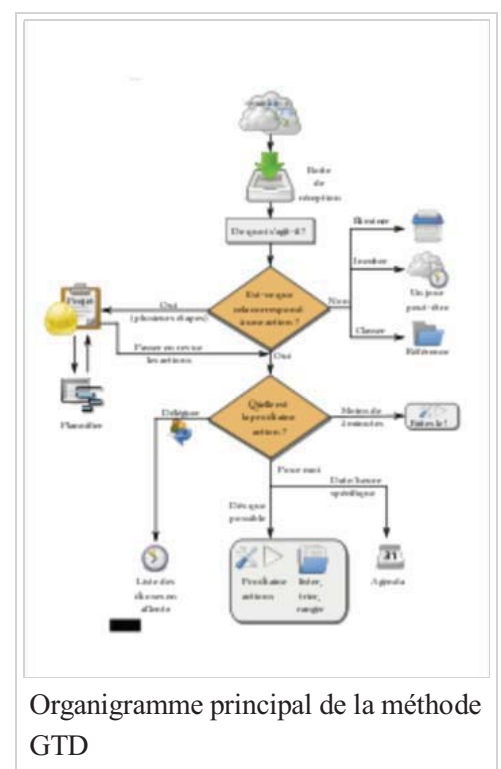 Boîte
de
réception
De quoi s'agit-il?
Éliminer
Incuber
Un jour
peut-être
Non
Classer
Référence
Est-ce que
cela correspond
à une action ?
Projet
Oui
(plusieurs étapes)
Passer en revue
les actions
Oui
Planifier
Quelle est
la prochaine
action ?
Déléguer
Moins de
2 minutes
Faites le !
Pour moi
Date/heure
spécifique
Dès que
possible
31
Liste des
choses en
attente
Prochaine
actions
lister,
trier,
ranger
Agenda
Organigramme principal de la méthode
GTD